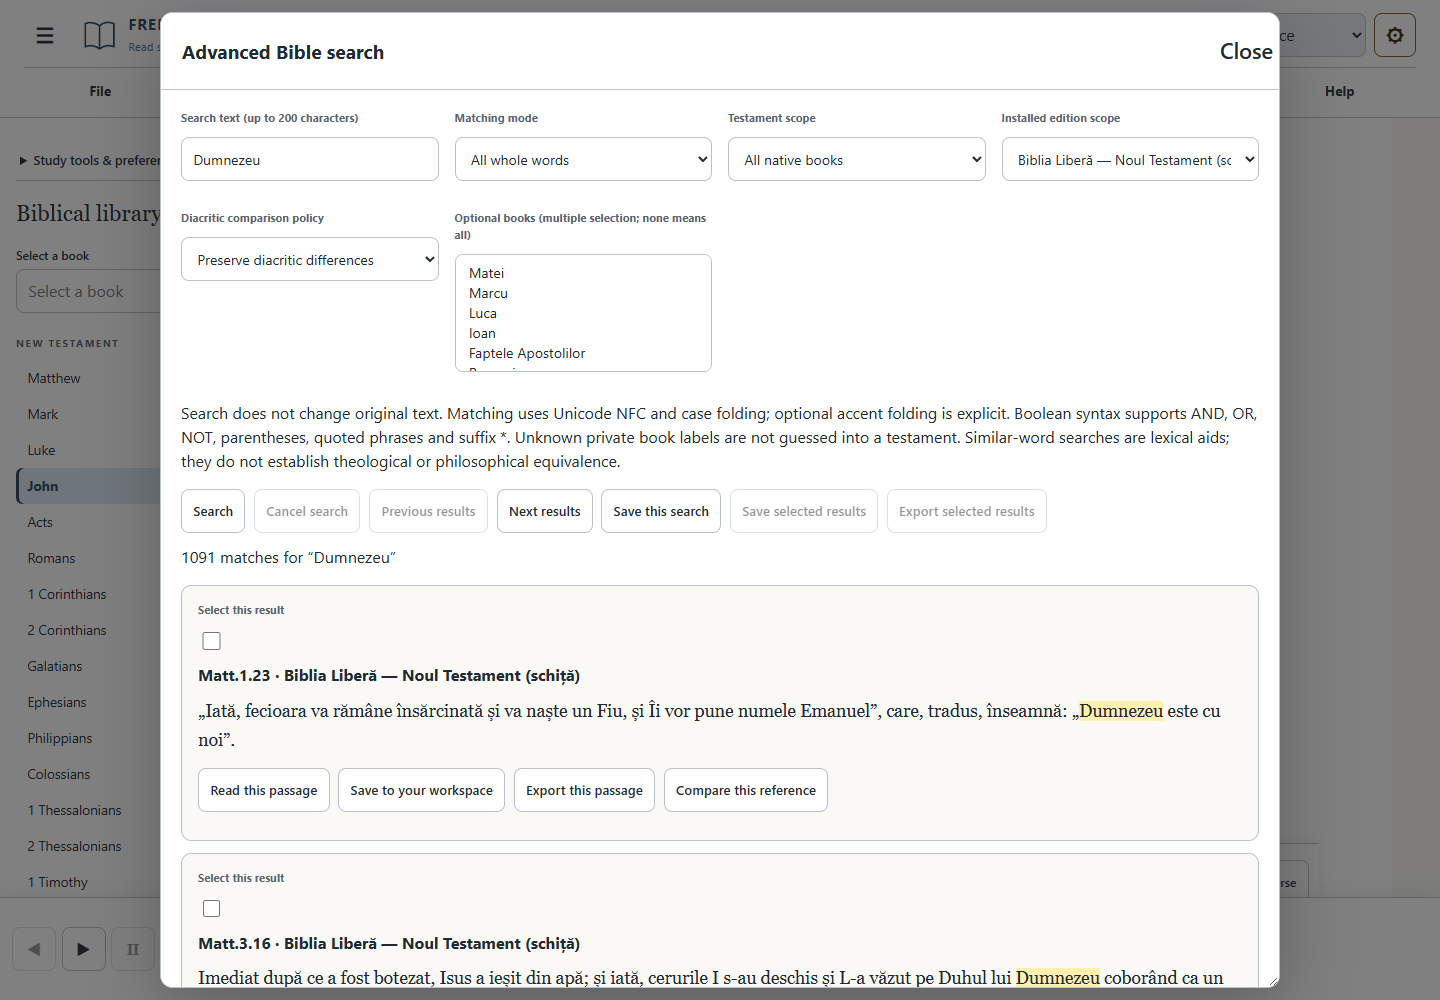 ☰
Advanced Bible search
Close
File
Help
Search text (up to 200 characters)
Matching mode
Testament scope
Installed edition scope
Dumnezeu
All whole words
All native books
Biblia Liberă — Noul Testament (sc
Diacritic comparison policy
Optional books (multiple selection; none means
all)
Preserve diacritic differences
Matei
Marcu
Luca
Ioan
Faptele Apostolilor
Search does not change original text. Matching uses Unicode NFC and case folding; optional accent folding is explicit. Boolean syntax supports AND, OR,
NOT, parentheses, quoted phrases and suffix *. Unknown private book labels are not guessed into a testament. Similar-word searches are lexical aids;
they do not establish theological or philosophical equivalence.
Search
Cancel search
Previous results
Next results
Save this search
Save selected results
Export selected results
1091 matches for “Dumnezeu”
Select this result
Matt.1.23 · Biblia Liberă — Noul Testament (schiță)
„Iată, fecioara va rămâne însărcinată și va naște un Fiu, și Îi vor pune numele Emanuel”, care, tradus, înseamnă: „Dumnezeu este cu
noi”.
Read this passage
Save to your workspace
Export this passage
Compare this reference
Select this result
Matt.3.16 · Biblia Liberă — Noul Testament (schiță)
Imediat după ce a fost botezat, Isus a ieșit din apă; și iată, cerurile I s-au deschis și L-a văzut pe Duhul lui Dumnezeu coborând ca un
Study tools &
Biblical library
Select a book
Select a book
NEW TESTAMENT
Matthew
Mark
Luke
John
Acts
Romans
1 Corinthians
2 Corinthians
Galatians
Ephesians
Philippians
Colossians
1 Thessalonians
2 Thessalonians
1 Timothy